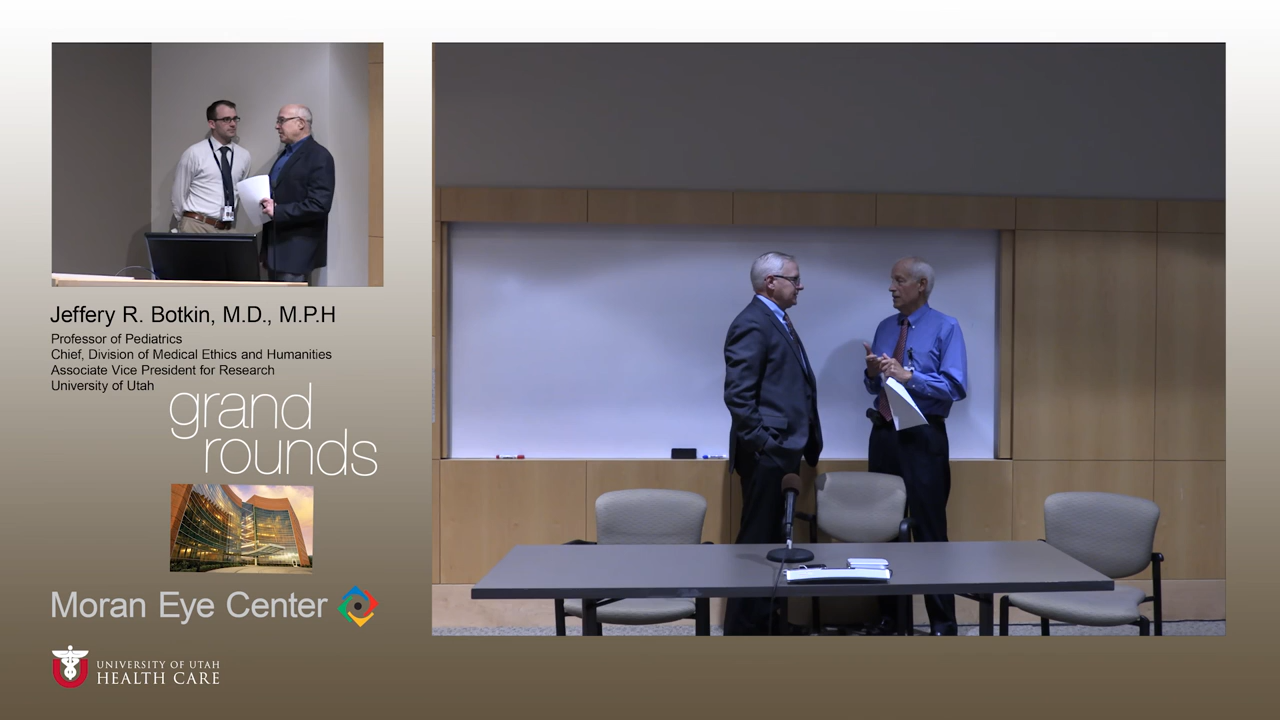 Jeffery R. Botkin, M.D., M.P.H
Professor of Pediatrics
Chief, Division of Medical Ethics and Humanities
Associate Vice President for Research
University of Utah
grand
rounds
Moran Eye Center
UNIVERSITY OF UTAH
HEALTH CARE